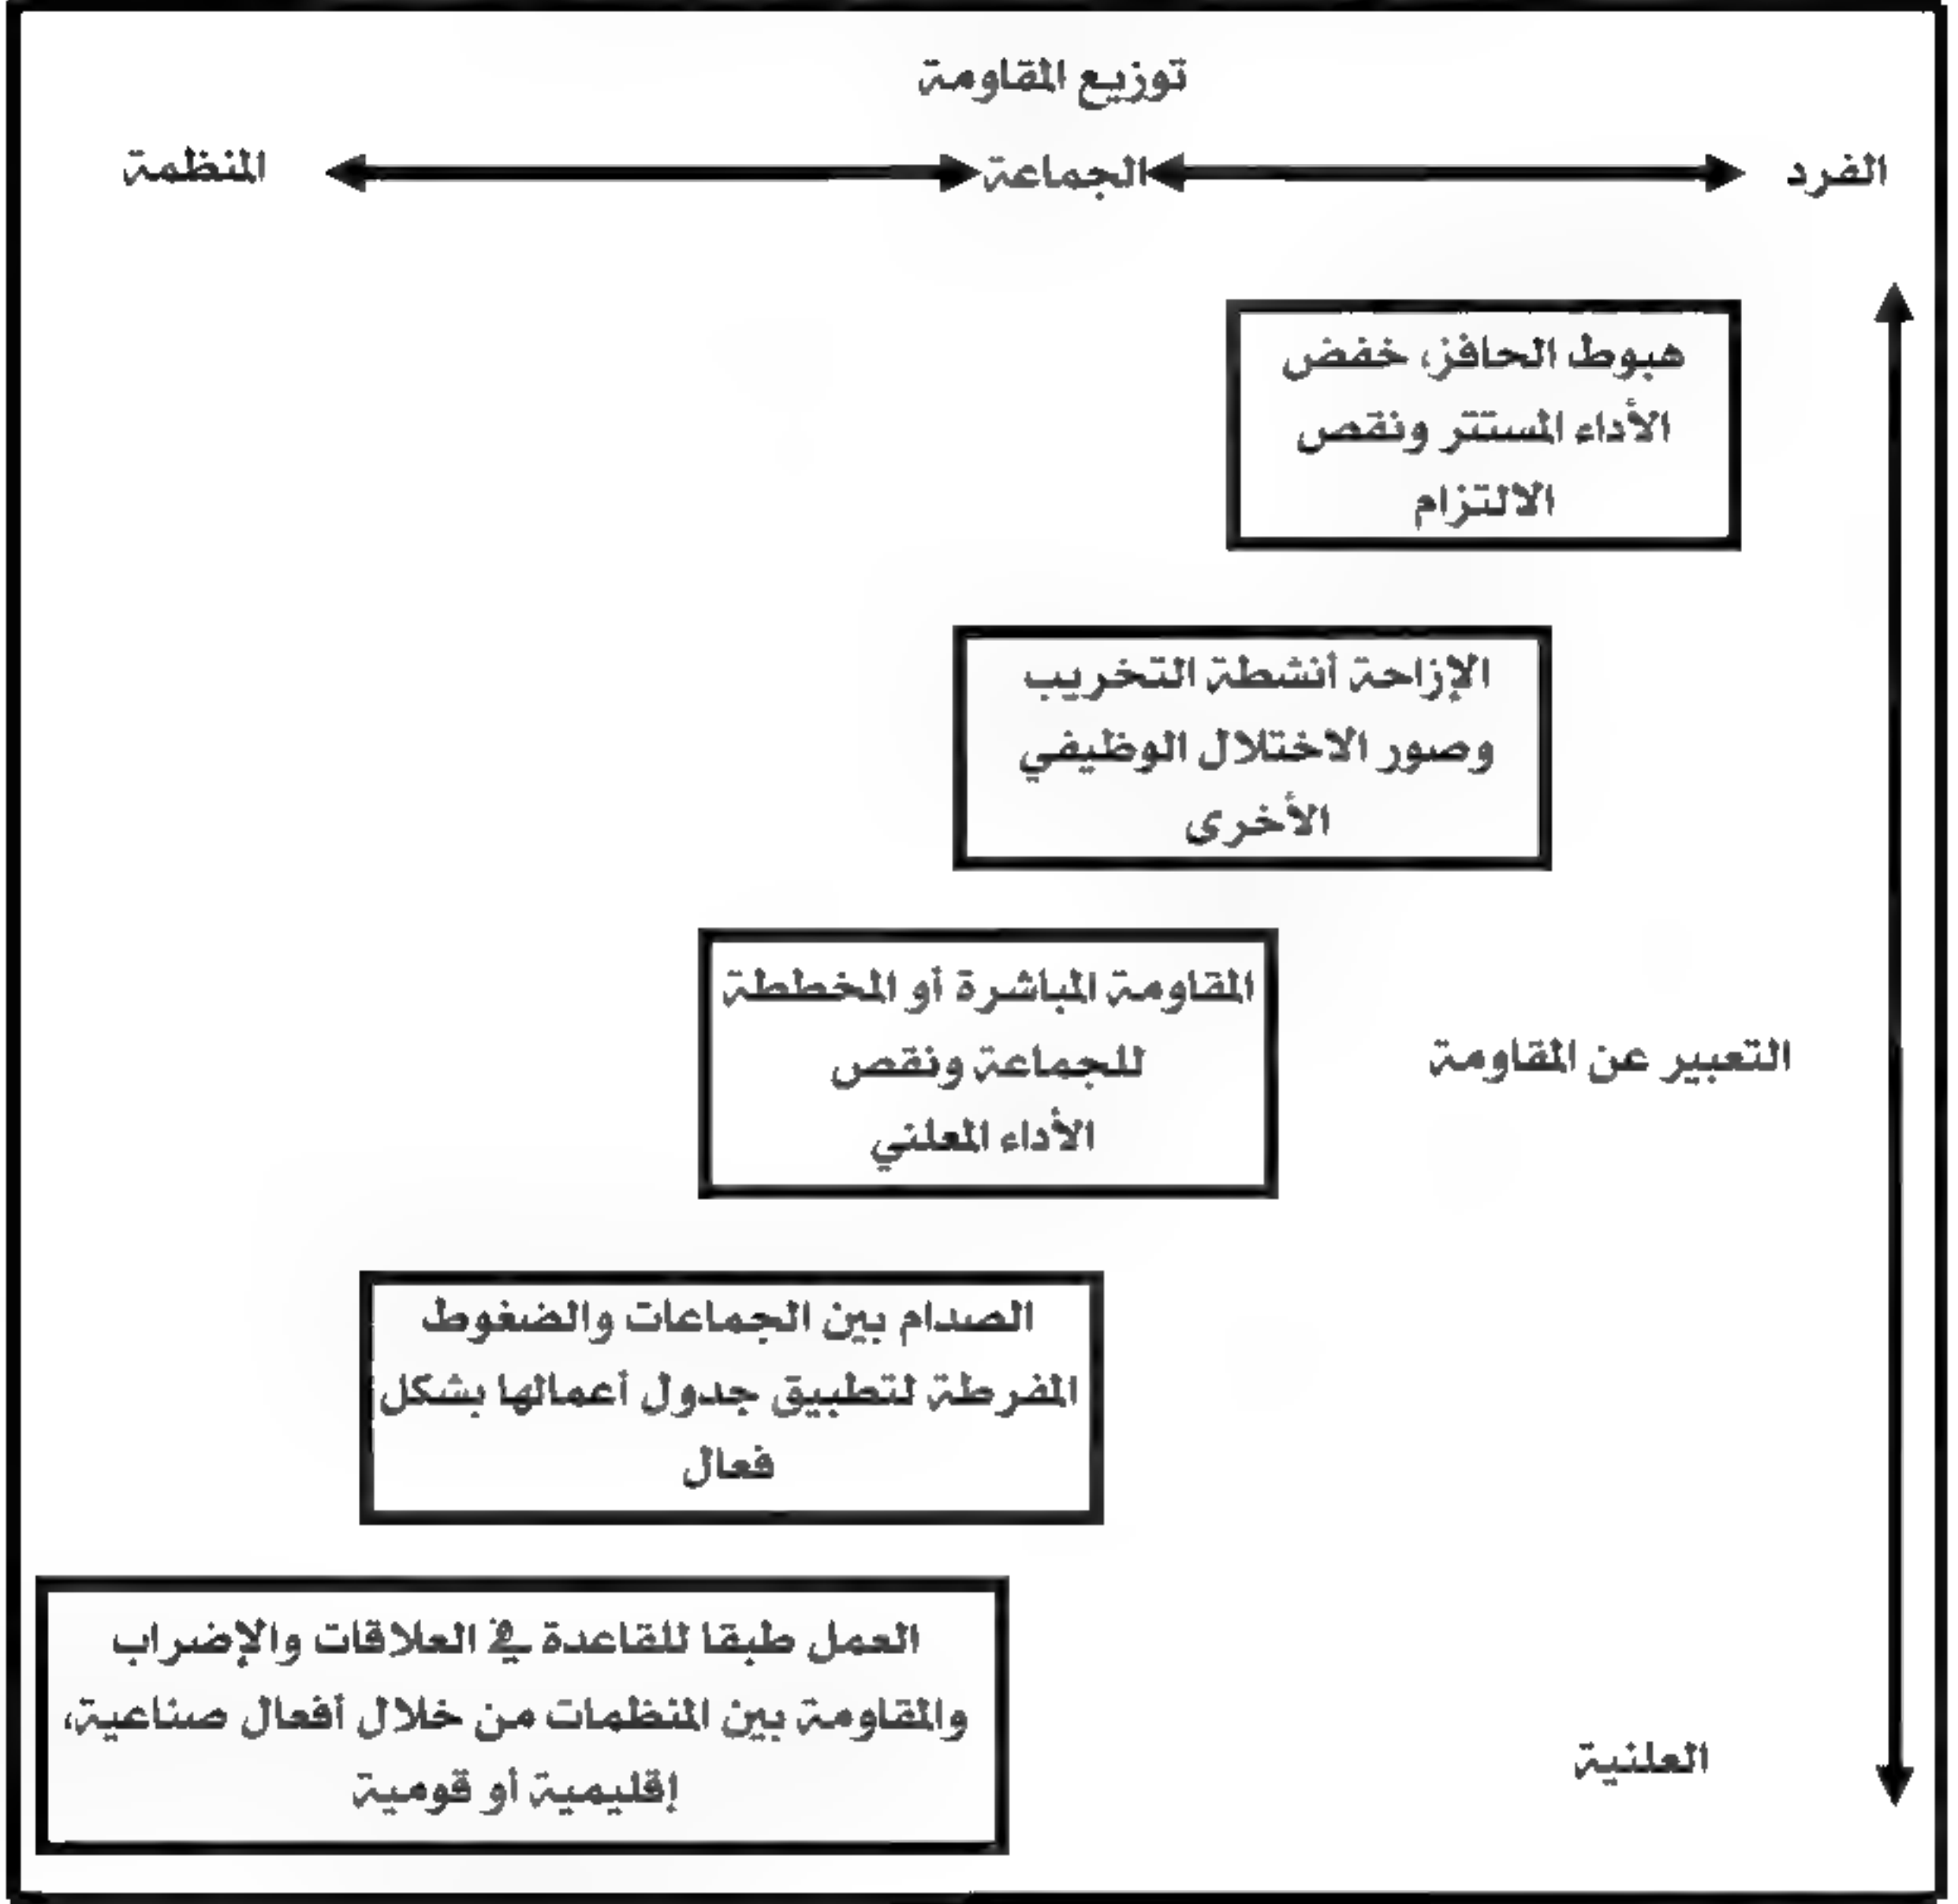 توزيع المقاومة
الفرد الجماعة المنظمة
هبوط الحافز، خفض
الأداء المستتر ونقص
الالتزام
الإزاحة أنشطة التخريب
وصور الاختلال الوظيفي
الأخرى
المقاومة المباشرة أو المخططة
للجماعة ونقص
الأداء المعلني
التعبير عن المقاومة
الصدام بين الجماعات والضغوط
المفرطة لتطبيق جدول أعمالها بشكل
فعال
العمل طبقا للقاعدة في العلاقات والإضراب
والمقاومة بين المنظمات من خلال أفعال صناعية،
إقليمية أو قومية
العلنية